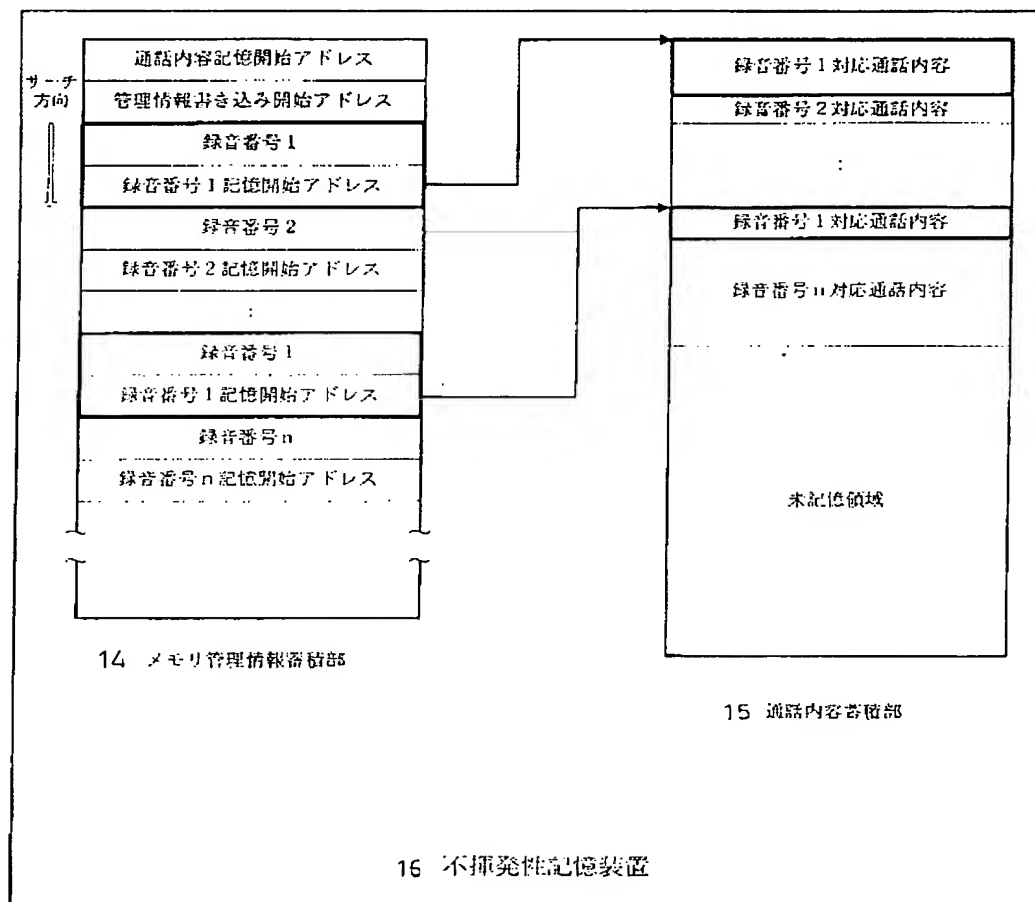 サーチ
方向
通話内容記憶開始アドレス
管理情報書き込み開始アドレス
録音番号1
録音番号1記憶開始アドレス
録音番号2
録音番号2記憶開始アドレス
:
録音番号1
録音番号1記憶開始アドレス
録音番号n
録音番号n記憶開始アドレス
14 メモリ管理情報蓄積部
録音番号1対応通話内容
録音番号2対応通話内容
:
録音番号1対応通話内容
録音番号n対応通話内容
未記憶領域
15 通話内容蓄積部
16 不揮発性記憶装置